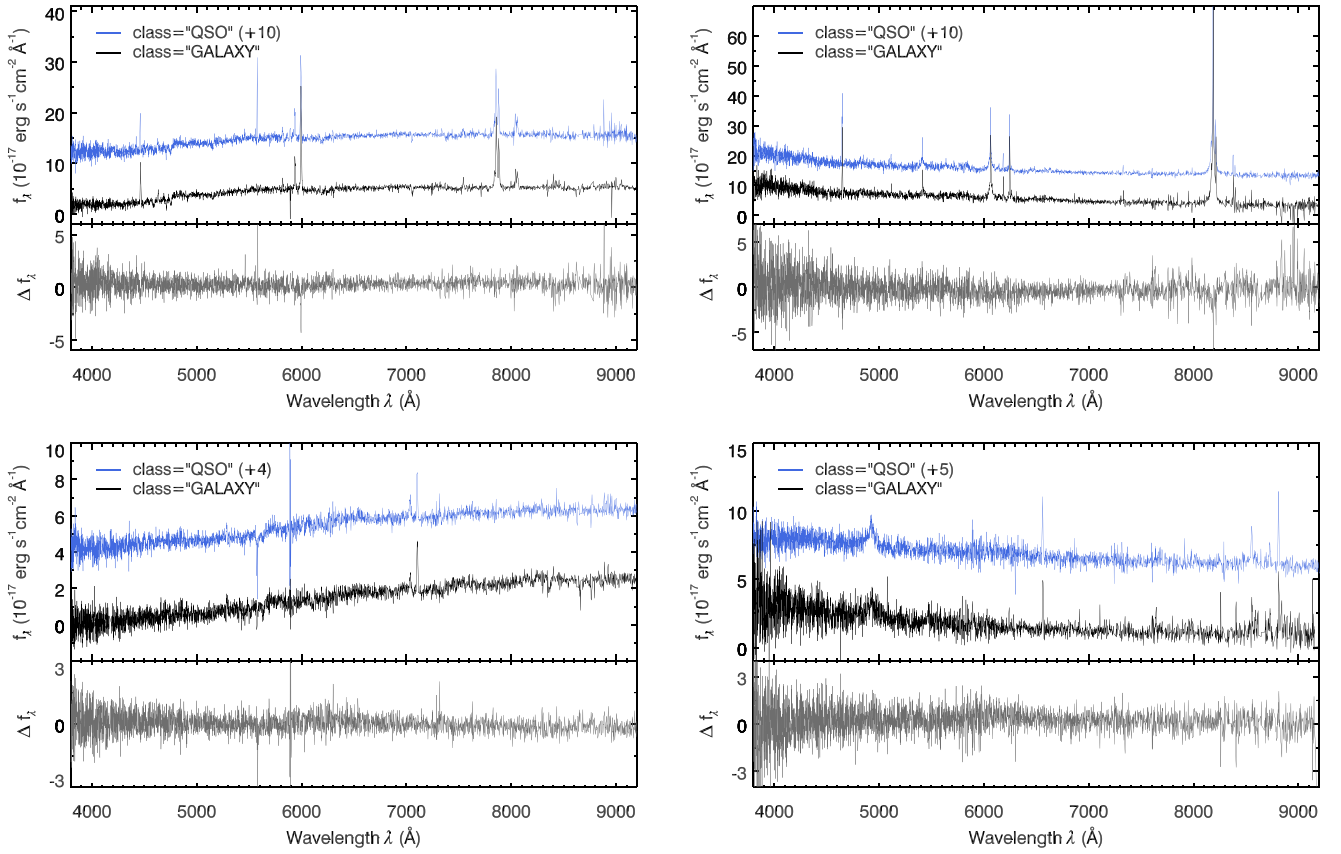 40
30
20
10
0
f_λ (10^-17 erg s^-1 cm^-2 Å^-1)
class="QSO" (+10)
class="GALAXY"
5
0
-5
Δ f_λ
4000 5000 6000 7000 8000 9000
Wavelength λ (Å)
60
50
40
30
20
10
0
f_λ (10^-17 erg s^-1 cm^-2 Å^-1)
class="QSO" (+10)
class="GALAXY"
5
0
-5
Δ f_λ
4000 5000 6000 7000 8000 9000
Wavelength λ (Å)
10
8
6
4
2
0
f_λ (10^-17 erg s^-1 cm^-2 Å^-1)
class="QSO" (+4)
class="GALAXY"
3
0
-3
Δ f_λ
4000 5000 6000 7000 8000 9000
Wavelength λ (Å)
15
10
5
0
f_λ (10^-17 erg s^-1 cm^-2 Å^-1)
class="QSO" (+5)
class="GALAXY"
3
0
-3
Δ f_λ
4000 5000 6000 7000 8000 9000
Wavelength λ (Å)